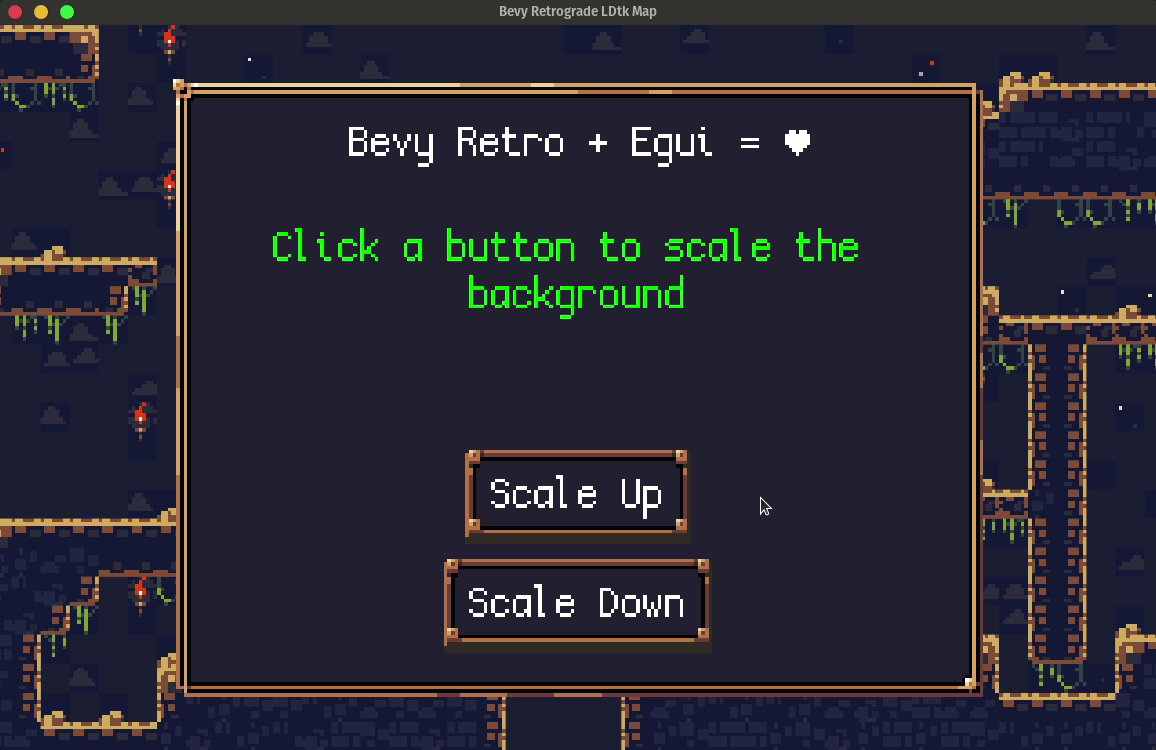 Bevy Retrograde LDtk Map
Bevy Retro + Egui = ♥
Click a button to scale the
background
Scale Up
Scale Down